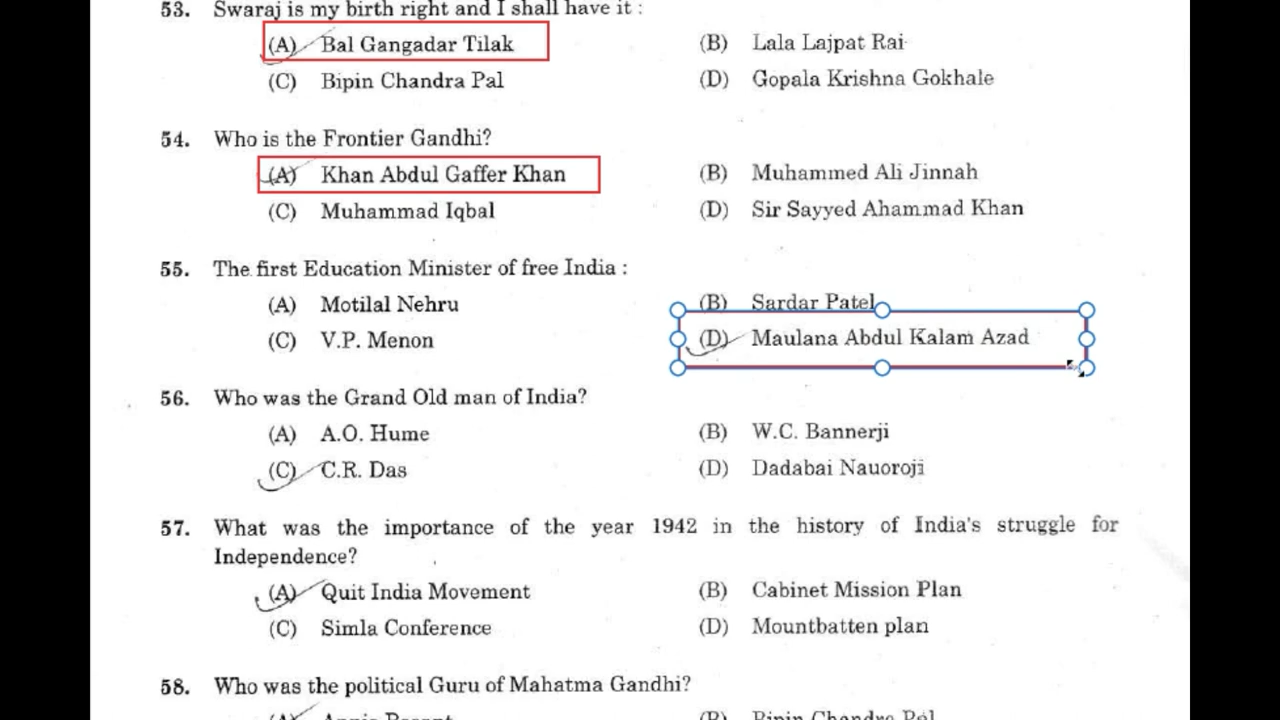 53. Swaraj is my birth right and I shall have it :
(A) Bal Gangadar Tilak (B) Lala Lajpat Rai
(C) Bipin Chandra Pal (D) Gopala Krishna Gokhale
54. Who is the Frontier Gandhi?
(A) Khan Abdul Gaffer Khan (B) Muhammed Ali Jinnah
(C) Muhammad Iqbal (D) Sir Sayyed Ahammad Khan
55. The first Education Minister of free India :
(A) Motilal Nehru (B) Sardar Patel
(C) V.P. Menon (D) Maulana Abdul Kalam Azad
56. Who was the Grand Old man of India?
(A) A.O. Hume (B) W.C. Bannerji
(C) C.R. Das (D) Dadabai Nauoroji
57. What was the importance of the year 1942 in the history of India's struggle for
Independence?
(A) Quit India Movement (B) Cabinet Mission Plan
(C) Simla Conference (D) Mountbatten plan
58. Who was the political Guru of Mahatma Gandhi?
(A) Annie Besant (B) Bipin Chandra Pal